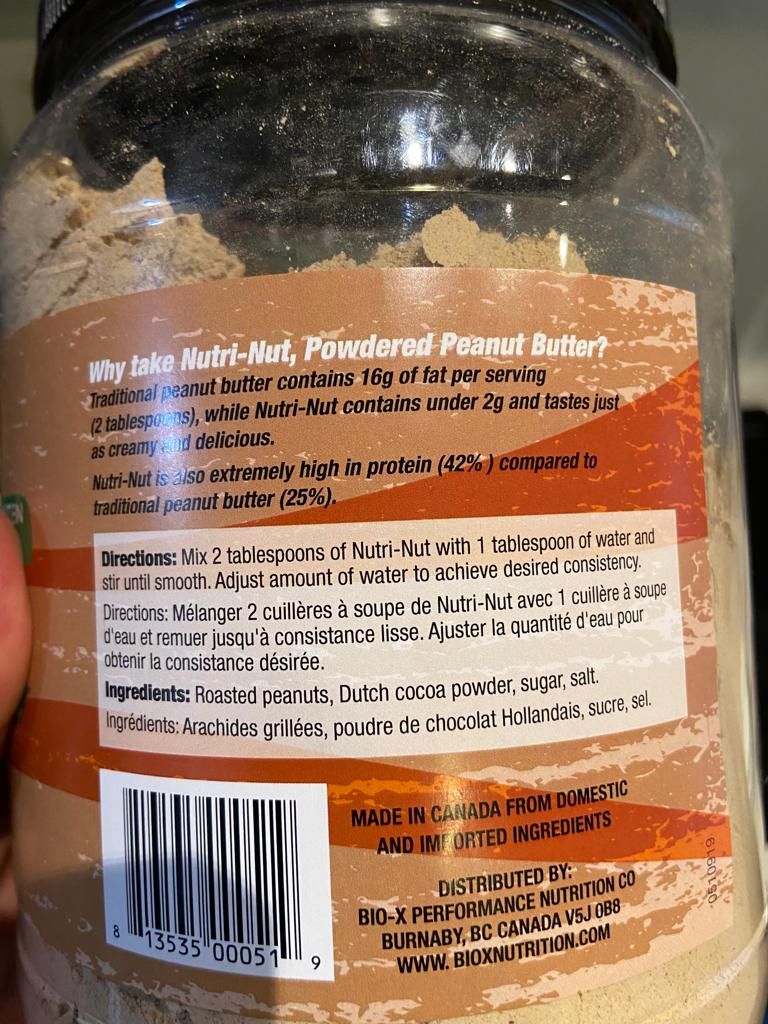 Why take Nutri-Nut, Powdered Peanut Butter?
Traditional peanut butter contains 16g of fat per serving
(2 tablespoons), while Nutri-Nut contains under 2g and tastes just
as creamy and delicious.
Nutri-Nut is also extremely high in protein (42% ) compared to
traditional peanut butter (25%).
Directions: Mix 2 tablespoons of Nutri-Nut with 1 tablespoon of water and
stir until smooth. Adjust amount of water to achieve desired consistency.
Directions: Mélanger 2 cuillères à soupe de Nutri-Nut avec 1 cuillère à soupe
d'eau et remuer jusqu'à consistance lisse. Ajuster la quantité d'eau pour
obtenir la consistance désirée.
Ingredients: Roasted peanuts, Dutch cocoa powder, sugar, salt.
Ingrédients: Arachides grillées, poudre de chocolat Hollandais, sucre, sel.
8 13535 00051 9
MADE IN CANADA FROM DOMESTIC
AND IMPORTED INGREDIENTS
DISTRIBUTED BY:
BIO-X PERFORMANCE NUTRITION CO
BURNABY, BC CANADA V5J 0B8
WWW. BIOXNUTRITION.COM